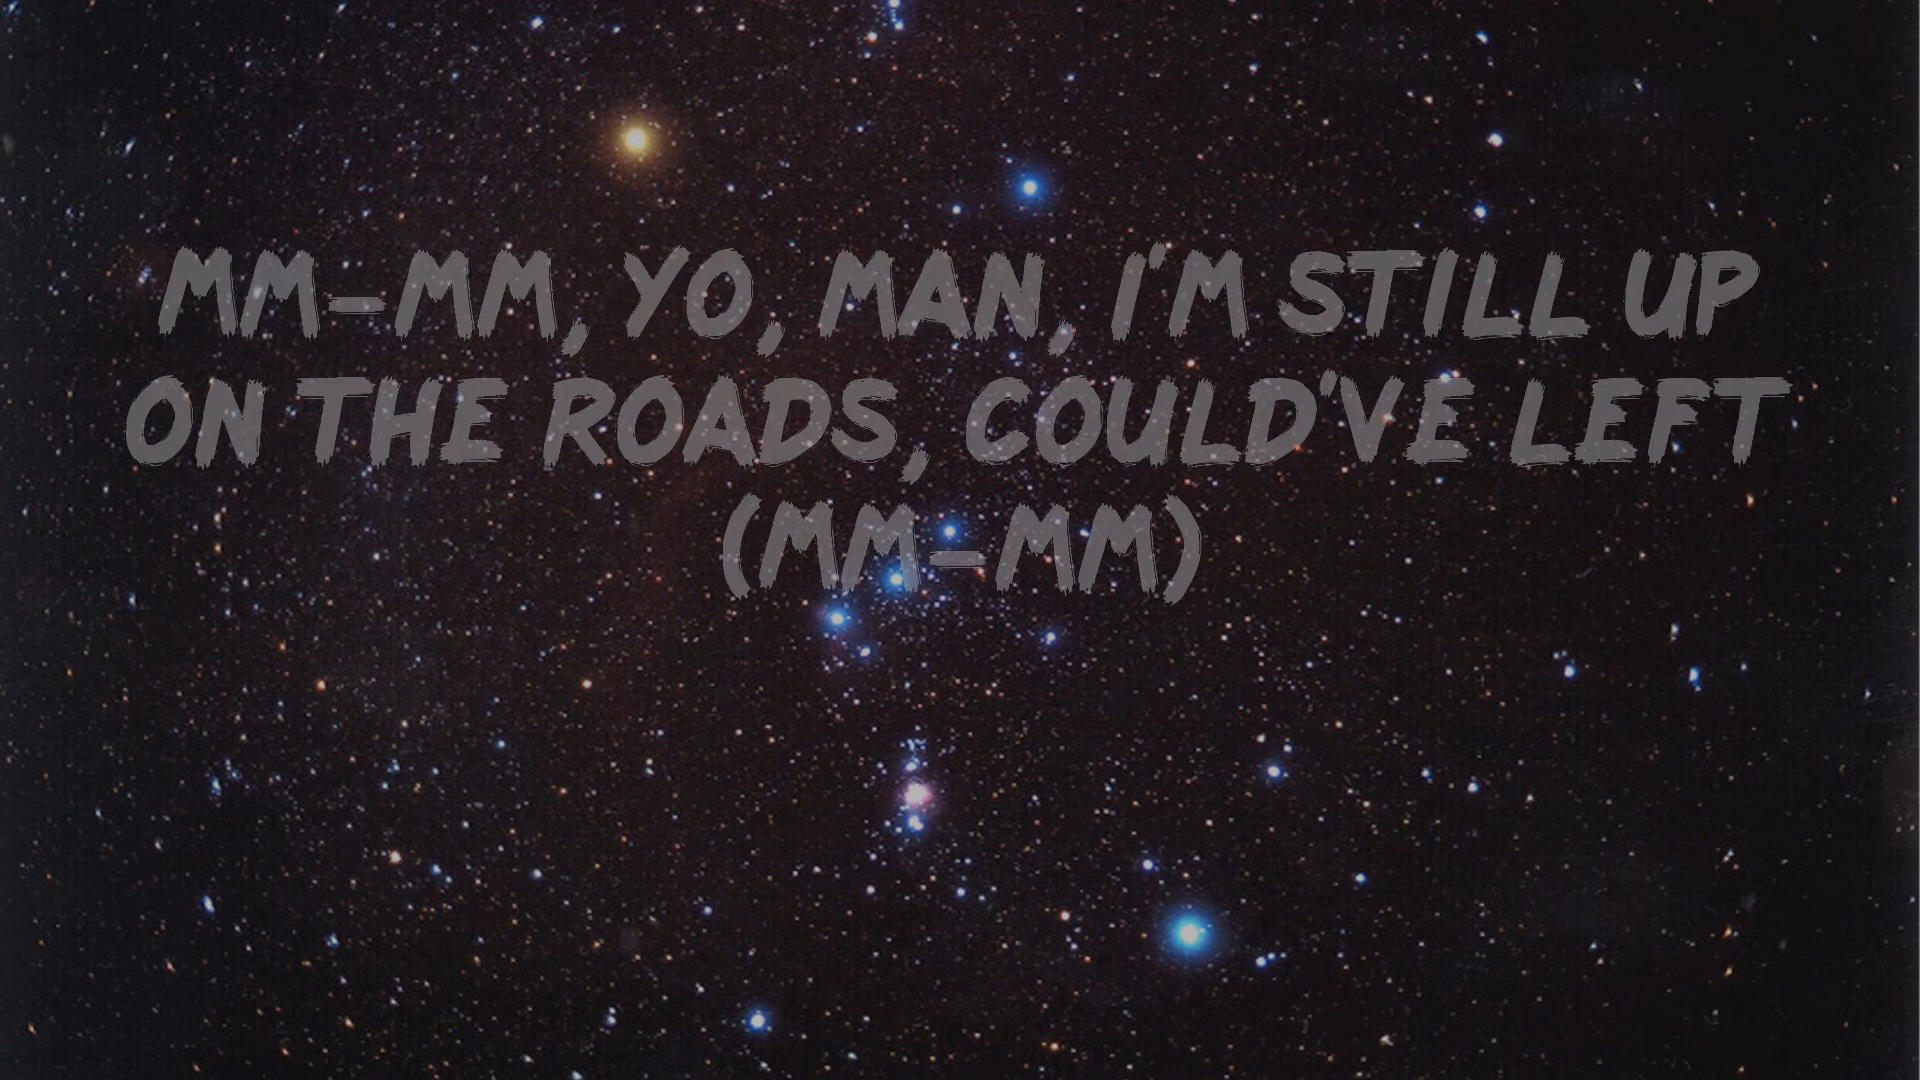 MM-MM, YO, MAN, I'M STILL UP
ON THE ROADS, COULD'VE LEFT
(MM-MM)